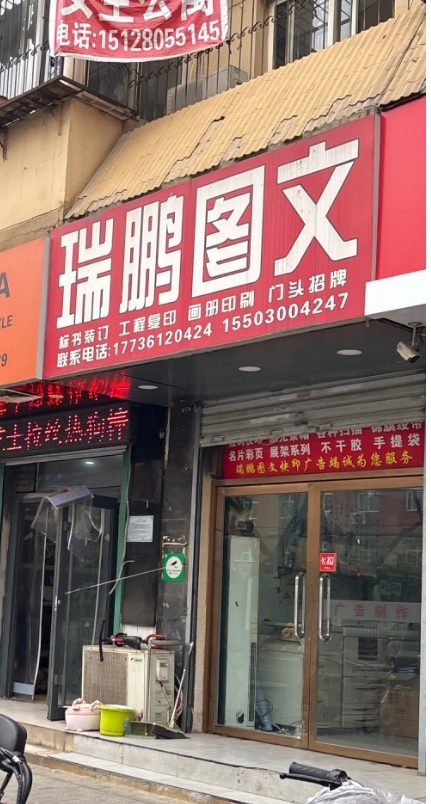 电话:15128055145
瑞鹏图文
标书装订 工程复印 画册印刷 门头招牌
联系电话:17736120424 15503004247
名片彩页 展架系列 不干胶 手提袋
瑞鹏图文快印广告竭诚为您服务
广告制作